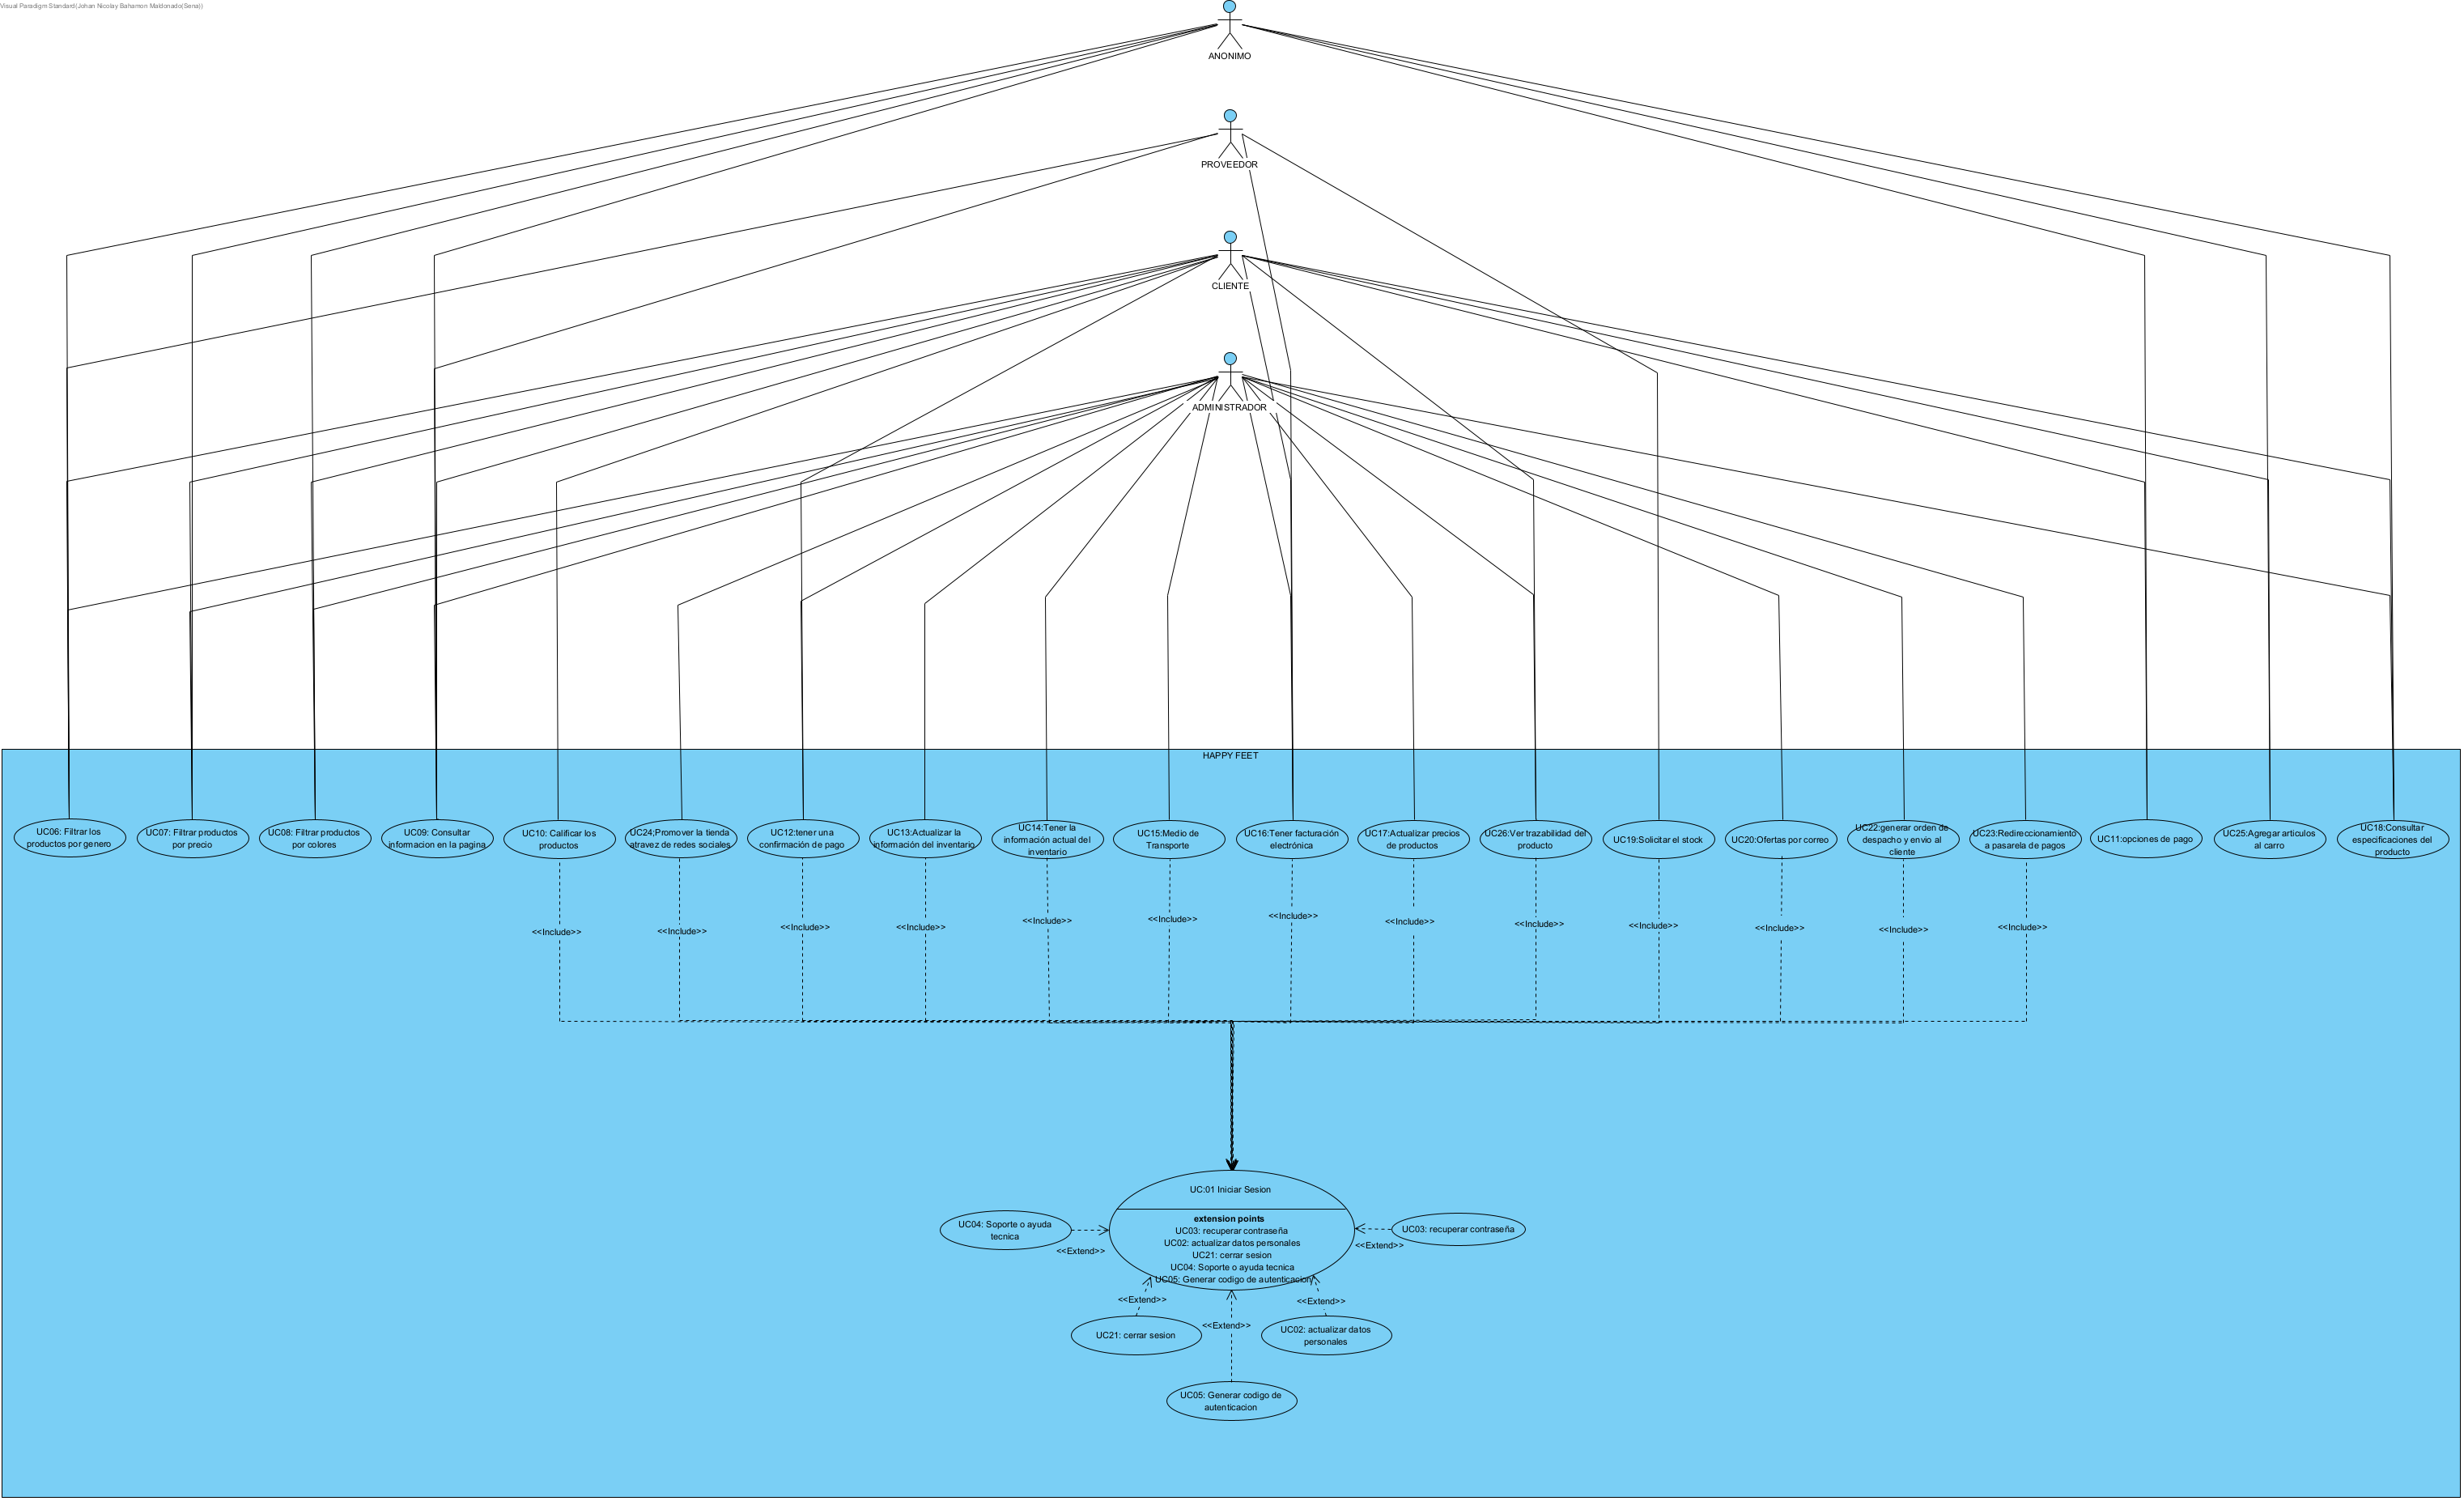 Visual Paradigm Standard(Johan Nicolay Bahamon Maldonado(Sena))
ANONIMO
PROVEEDOR
CLIENTE
ADMINISTRADOR
HAPPY FEET
UC06: Filtrar los
productos por genero
UC07: Filtrar productos
por precio
UC08: Filtrar productos
por colores
UC09: Consultar
informacion en la pagina
UC10: Calificar los
productos
UC24;Promover la tienda
atravez de redes sociales
UC12:tener una
confirmación de pago
UC13:Actualizar la
información del inventario
UC14:Tener la
información actual del
inventario
UC15:Medio de
Transporte
UC16:Tener facturación
electrónica
UC17:Actualizar precios
de productos
UC26:Ver trazabilidad del
producto
UC19:Solicitar el stock
UC20:Ofertas por correo
UC22:generar orden de
despacho y envio al
cliente
UC23:Redireccionamiento
a pasarela de pagos
UC11:opciones de pago
UC25:Agregar articulos
al carro
UC18:Consultar
especificaciones del
producto
<<Include>>
<<Include>>
<<Include>>
<<Include>>
<<Include>>
<<Include>>
<<Include>>
<<Include>>
<<Include>>
<<Include>>
<<Include>>
<<Include>>
<<Include>>
UC:01 Iniciar Sesion
extension points
UC03: recuperar contraseña
UC02: actualizar datos personales
UC21: cerrar sesion
UC04: Soporte o ayuda tecnica
UC05: Generar codigo de autenticacion
UC04: Soporte o ayuda
tecnica
<<Extend>>
UC03: recuperar contraseña
<<Extend>>
<<Extend>>
<<Extend>>
<<Extend>>
UC21: cerrar sesion
UC02: actualizar datos
personales
UC05: Generar codigo de
autenticacion